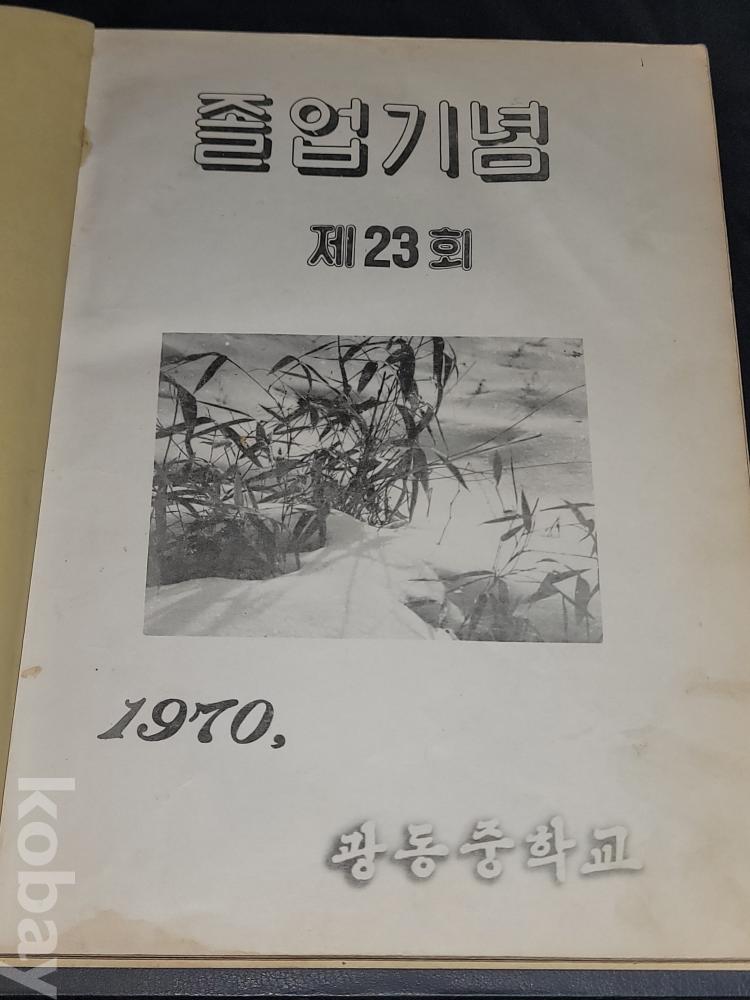 졸업기념
제23회
1970,
광동중학교
kobay